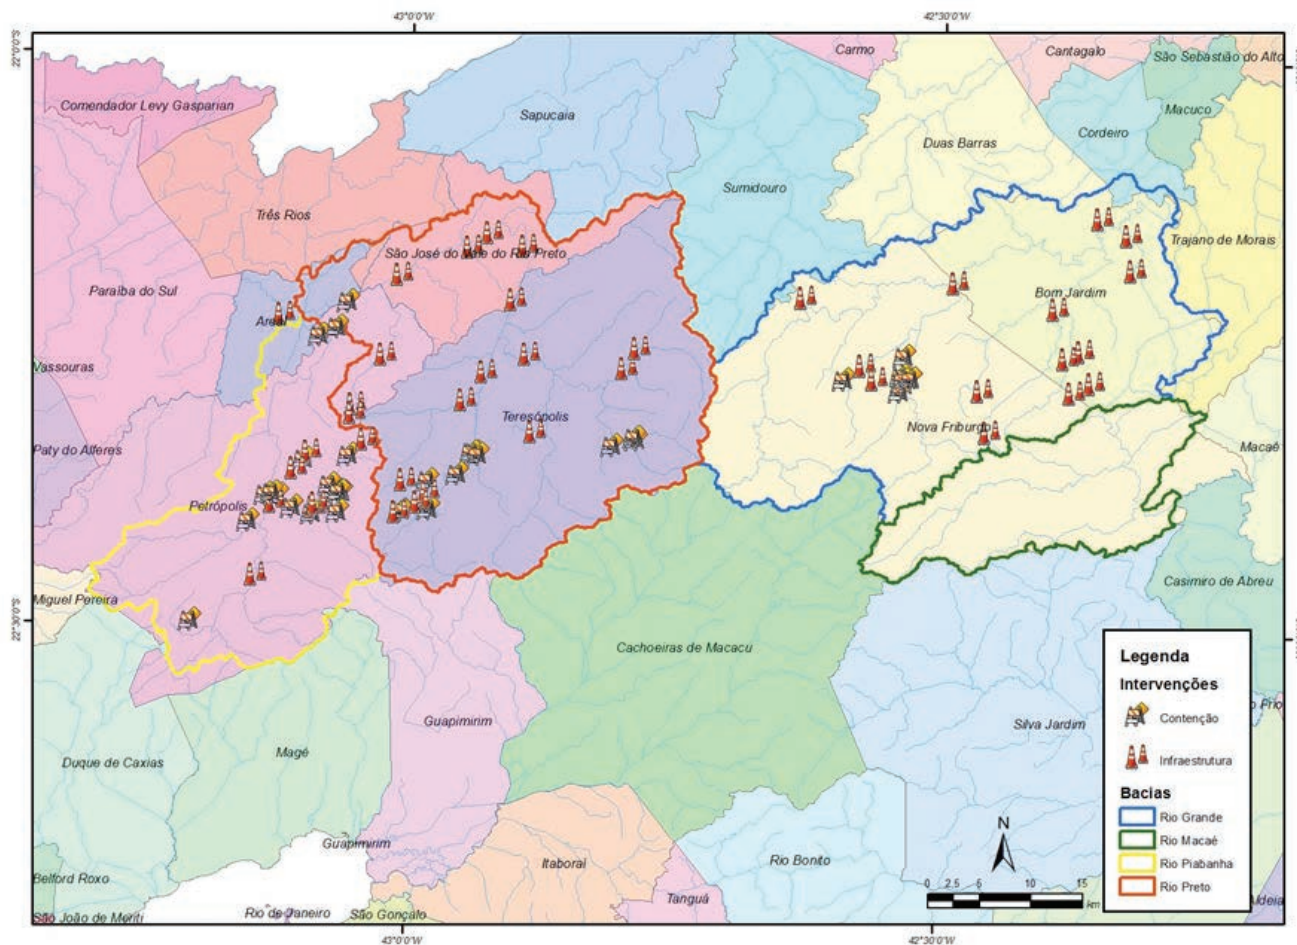 43°0'0"W
42°30'0"W
22°0'0"S
Carmo
Cantagalo
São Sebastião do Alto
Comendador Levy Gasparian
Sapucaia
Macuco
Cordeiro
Duas Barras
Sumidouro
Três Rios
Trajano de Morais
São José do Vale do Rio Preto
Paraíba do Sul
Bom Jardim
Areal
Vassouras
Teresópolis
Nova Friburgo
Paty do Alferes
Macaé
Petrópolis
Casimiro de Abreu
Miguel Pereira
22°30'0"S
Cachoeiras de Macacu
Guapimirim
Silva Jardim
Magé
Duque de Caxias
Guapimirim
Itaboraí
Rio Bonito
Belford Roxo
Tanguá
São João de Meriti
Rio de Janeiro
São Gonçalo
Legenda
Intervenções
Contenção
Infraestrutura
Bacias
Rio Grande
Rio Macaé
Rio Piabanha
Rio Preto
N
0 2.5 5 10 15
km
43°0'0"W
42°30'0"W